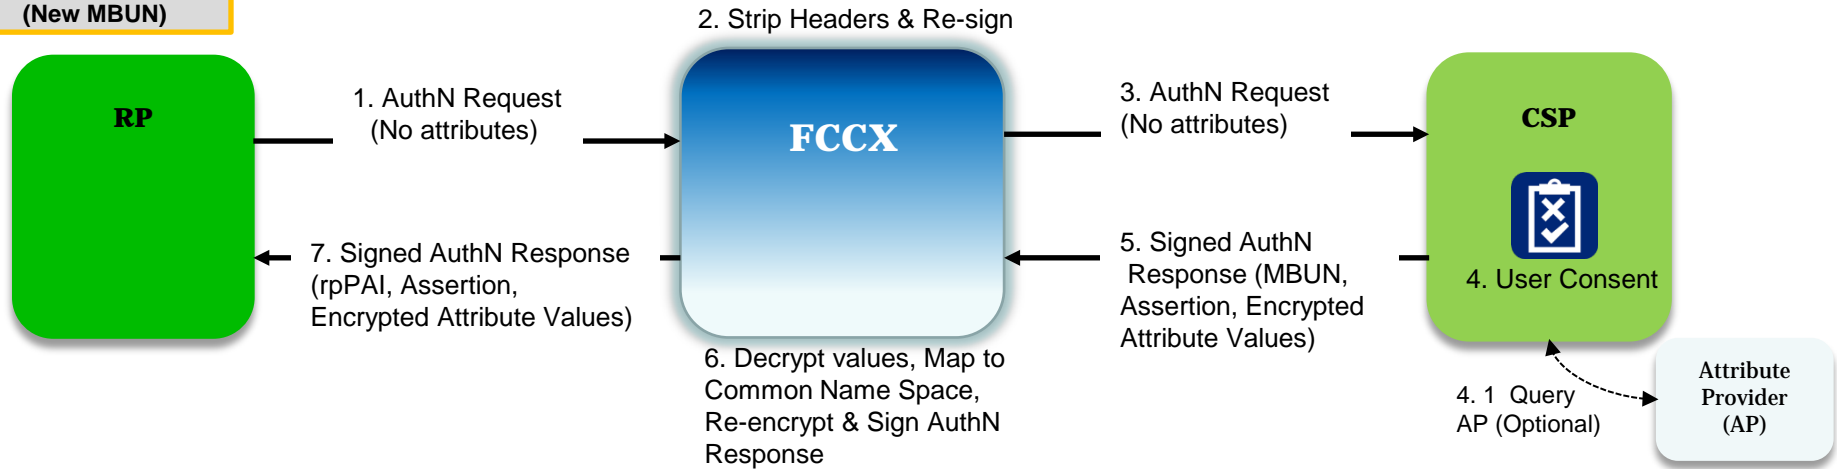 (New MBUN)
2. Strip Headers & Re-sign
RP
1. AuthN Request
(No attributes)
FCCX
3. AuthN Request
(No attributes)
CSP
7. Signed AuthN Response
(rpPAI, Assertion,
Encrypted Attribute Values)
5. Signed AuthN
Response (MBUN,
Assertion, Encrypted
Attribute Values)
4. User Consent
6. Decrypt values, Map to
Common Name Space,
Re-encrypt & Sign AuthN
Response
4. 1 Query
AP (Optional)
Attribute
Provider
(AP)